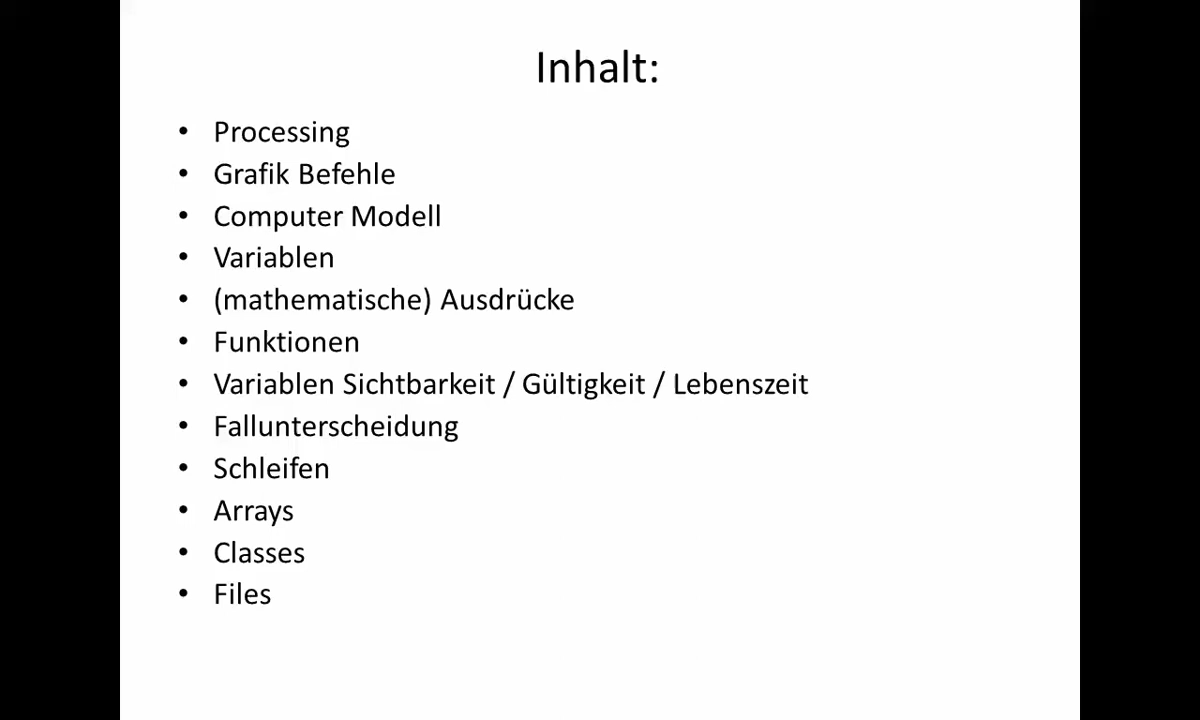 Inhalt:
• Processing
• Grafik Befehle
• Computer Modell
• Variablen
• (mathematische) Ausdrücke
• Funktionen
• Variablen Sichtbarkeit / Gültigkeit / Lebenszeit
• Fallunterscheidung
• Schleifen
• Arrays
• Classes
• Files